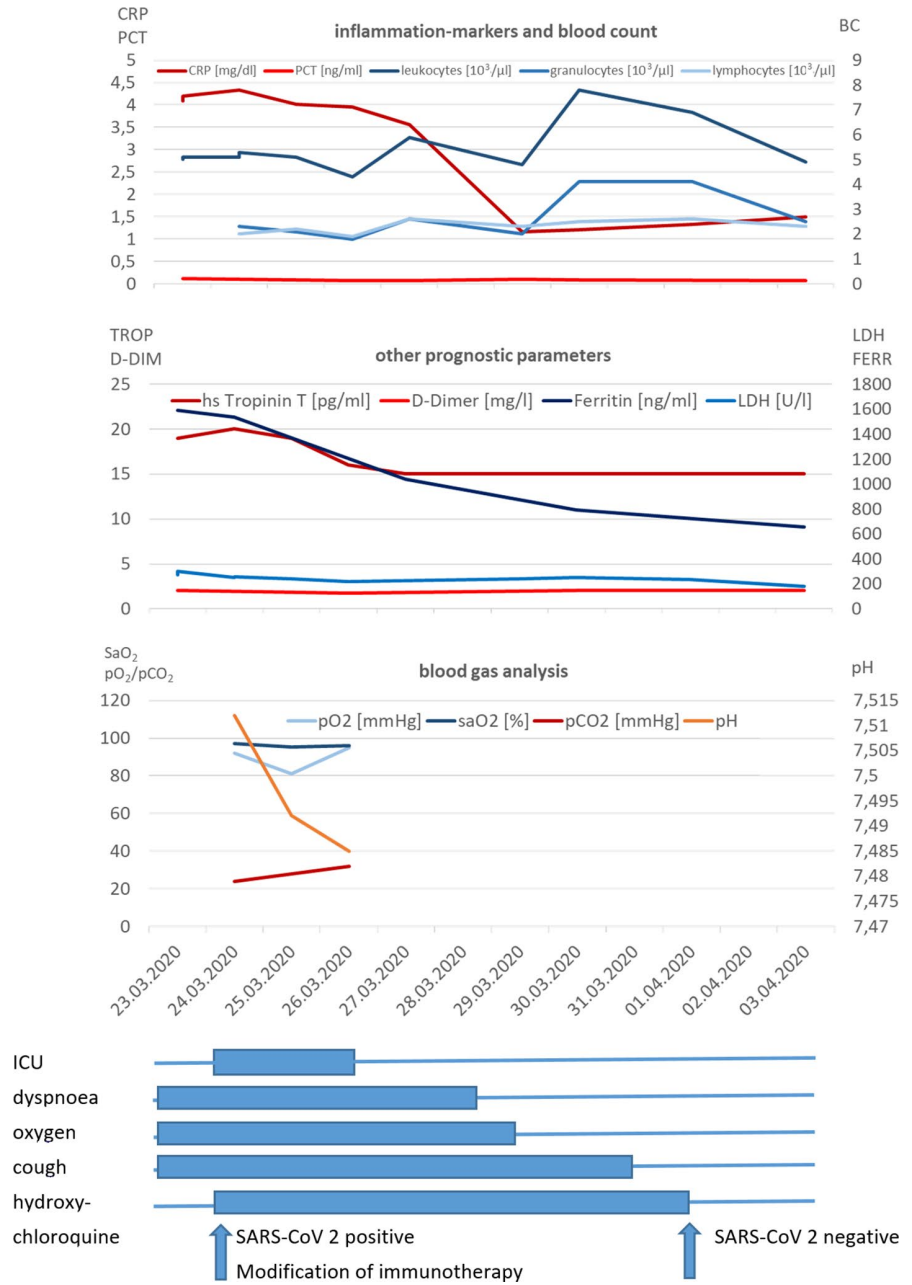 CRP
PCT
inflammation-markers and blood count
BC
5
4,5
4
3,5
3
2,5
2
1,5
1
0,5
0
CRP [mg/dl] PCT [ng/ml] leukocytes [10³/µl] granulocytes [10³/µl] lymphocytes [10³/µl]
9
8
7
6
5
4
3
2
1
0
TROP
D-DIM
other prognostic parameters
LDH
FERR
25
20
15
10
5
0
hs Tropinin T [pg/ml] D-Dimer [mg/l] Ferritin [ng/ml] LDH [U/l]
1800
1600
1400
1200
1000
800
600
400
200
0
SaO₂
pO₂/pCO₂
blood gas analysis
pH
120
100
80
60
40
20
0
pO2 [mmHg] saO2 [%] pCO2 [mmHg] pH
7,515
7,51
7,505
7,5
7,495
7,49
7,485
7,48
7,475
7,47
23.03.2020
24.03.2020
25.03.2020
26.03.2020
27.03.2020
28.03.2020
29.03.2020
30.03.2020
31.03.2020
01.04.2020
02.04.2020
03.04.2020
ICU
dyspnoea
oxygen
cough
hydroxy-
chloroquine
SARS-CoV 2 positive
Modification of immunotherapy
SARS-CoV 2 negative